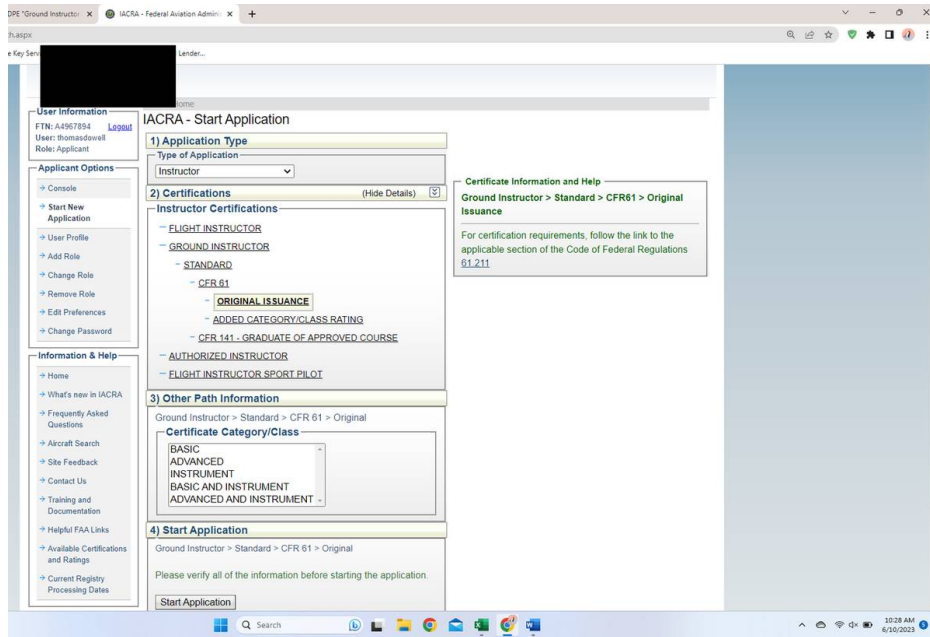 DPE "Ground Instructor
IACRA - Federal Aviation Admini
h.aspx
e Key Serv
Lender...
Home
User Information
FTN: A4967894 Logout
User: thomasdowell
Role: Applicant
Applicant Options
Console
Start New
Application
User Profile
Add Role
Change Role
Remove Role
Edit Preferences
Change Password
Information & Help
Home
What's new in IACRA
Frequently Asked
Questions
Aircraft Search
Site Feedback
Contact Us
Training and
Documentation
Helpful FAA Links
Available Certifications
and Ratings
Current Registry
Processing Dates
IACRA - Start Application
1) Application Type
Type of Application
Instructor
2) Certifications (Hide Details)
Instructor Certifications
FLIGHT INSTRUCTOR
GROUND INSTRUCTOR
STANDARD
CFR 61
ORIGINAL ISSUANCE
ADDED CATEGORY/CLASS RATING
CFR 141 - GRADUATE OF APPROVED COURSE
AUTHORIZED INSTRUCTOR
FLIGHT INSTRUCTOR SPORT PILOT
3) Other Path Information
Ground Instructor > Standard > CFR 61 > Original
Certificate Category/Class
BASIC
ADVANCED
INSTRUMENT
BASIC AND INSTRUMENT
ADVANCED AND INSTRUMENT
4) Start Application
Ground Instructor > Standard > CFR 61 > Original
Please verify all of the information before starting the application.
Start Application
Certificate Information and Help
Ground Instructor > Standard > CFR61 > Original
Issuance
For certification requirements, follow the link to the
applicable section of the Code of Federal Regulations
61.211
Search
10:28 AM
6/10/2023